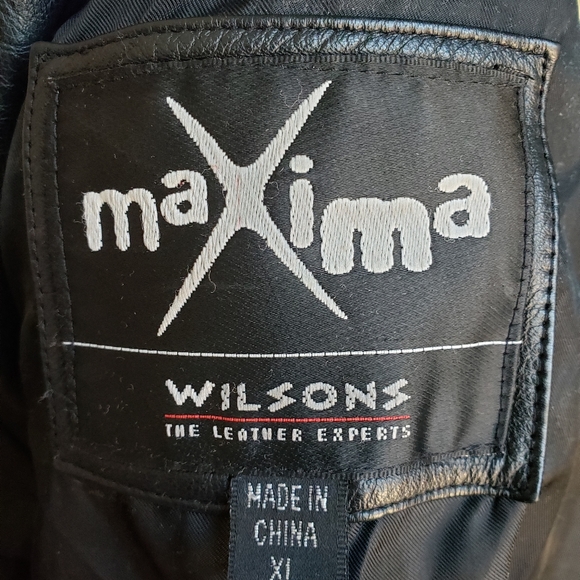 maXima
WILSONS
THE LEATHER EXPERTS
MADE IN
CHINA
XL